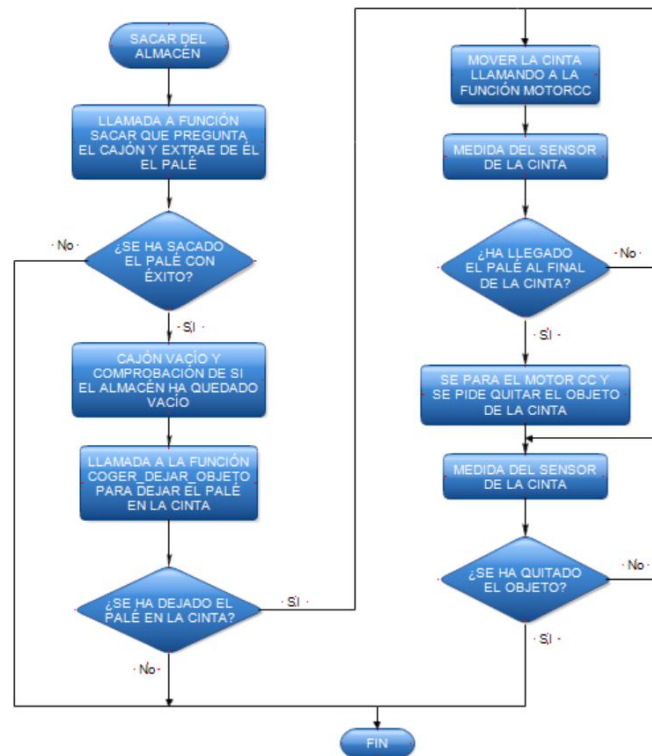 SACAR DEL
ALMACÉN
LLAMADA A FUNCIÓN
SACAR QUE PREGUNTA
EL CAJÓN Y EXTRAE DE ÉL
EL PALÉ
¿SE HA SACADO
EL PALÉ CON
ÉXITO?
No
SÍ
CAJÓN VACÍO Y
COMPROBACIÓN DE SI
EL ALMACÉN HA QUEDADO
VACÍO
LLAMADA A LA FUNCIÓN
COGER_DEJAR_OBJETO
PARA DEJAR EL PALÉ
EN LA CINTA
¿SE HA DEJADO EL
PALÉ EN LA CINTA?
SÍ
No
MOVER LA CINTA
LLAMANDO A LA
FUNCIÓN MOTORCC
MEDIDA DEL SENSOR
DE LA CINTA
¿HA LLEGADO
EL PALÉ AL FINAL
DE LA CINTA?
No
SÍ
SE PARA EL MOTOR CC Y
SE PIDE QUITAR EL OBJETO
DE LA CINTA
MEDIDA DEL SENSOR
DE LA CINTA
¿SE HA QUITADO
EL OBJETO?
No
SÍ
FIN